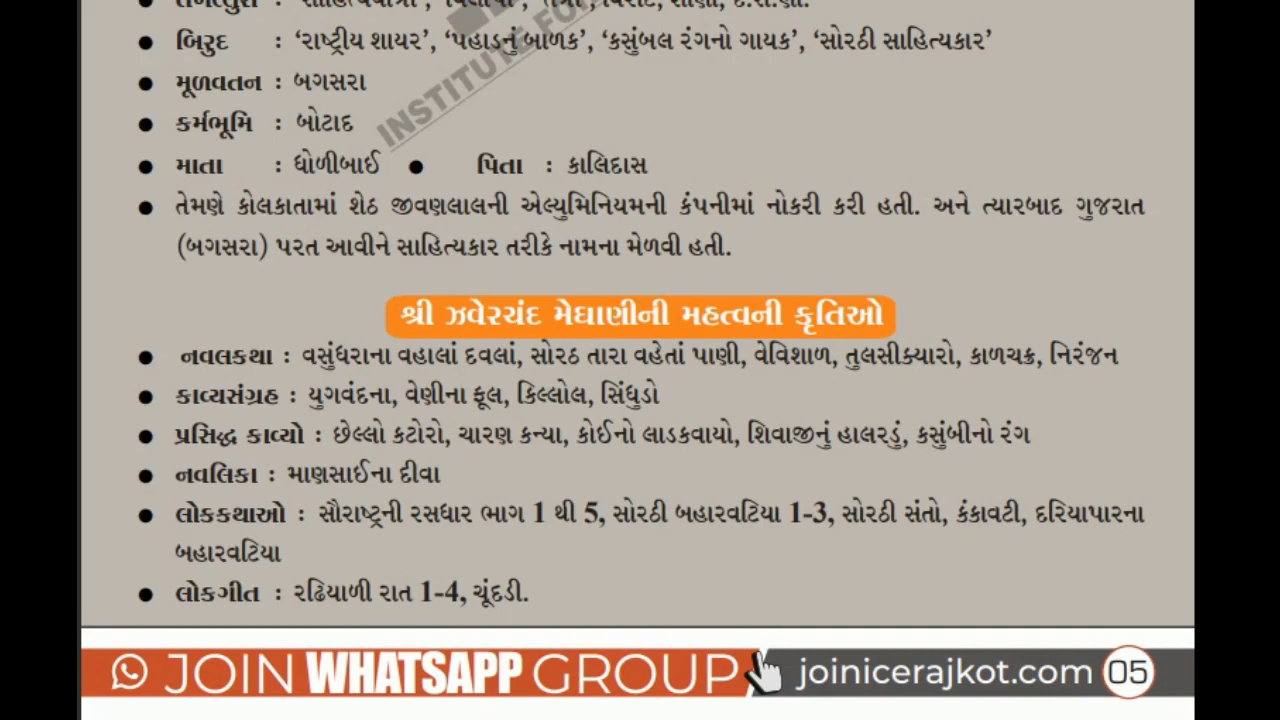 ● બિરુદ : ‘રાષ્ટ્રીય શાયર’, ‘પહાડનું બાળક’, ‘કસુંબલ રંગનો ગાયક’, ‘સોરઠી સાહિત્યકાર’
● મૂળવતન : બગસરા
● કર્મભૂમિ : બોટાદ
INSTITUTE FOR
● માતા : ધોળીબાઈ ● પિતા : કાલિદાસ
● તેમણે કોલકાતામાં શેઠ જીવણલાલની એલ્યુમિનિયમની કંપનીમાં નોકરી કરી હતી. અને ત્યારબાદ ગુજરાત
(બગસરા) પરત આવીને સાહિત્યકાર તરીકે નામના મેળવી હતી.
શ્રી ઝવેરચંદ મેઘાણીની મહત્વની કૃતિઓ
● નવલકથા : વસુંધરાના વહાલાં દવલાં, સોરઠ તારા વહેતાં પાણી, વેવિશાળ, તુલસીક્યારો, કાળચક્ર, નિરંજન
● કાવ્યસંગ્રહ : યુગવંદના, વેણીના ફૂલ, કિલ્લોલ, સિંધુડો
● પ્રસિદ્ધ કાવ્યો : છેલ્લો કટોરો, ચારણ કન્યા, કોઈનો લાડકવાયો, શિવાજીનું હાલરડું, કસુંબીનો રંગ
● નવલિકા : માણસાઈના દીવા
● લોકકથાઓ : સૌરાષ્ટ્રની રસધાર ભાગ 1 થી 5, સોરઠી બહારવટિયા 1-3, સોરઠી સંતો, કંકાવટી, દરિયાપારના
બહારવટિયા
● લોકગીત : રઢિયાળી રાત 1-4, ચૂંદડી.
JOIN WHATSAPP GROUP joinicerajkot.com 05